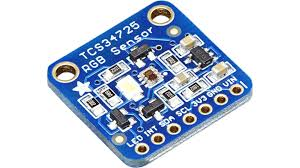 TCS34725
RGB Sensor
LED INT SDA SCL 3V3 GND VIN